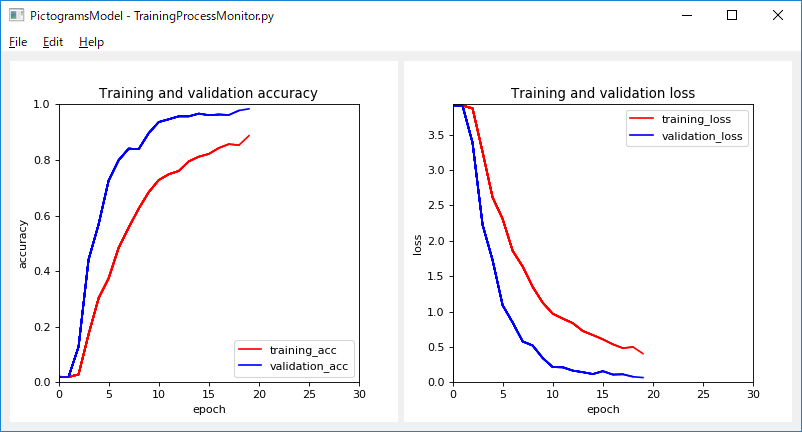 PictogramsModel - TrainingProcessMonitor.py
File Edit Help
Training and validation accuracy
1.0
0.8
0.6
0.4
0.2
0.0
accuracy
training_acc
validation_acc
0 5 10 15 20 25 30
epoch
Training and validation loss
training_loss
validation_loss
3.5
3.0
2.5
2.0
1.5
1.0
0.5
0.0
loss
0 5 10 15 20 25 30
epoch